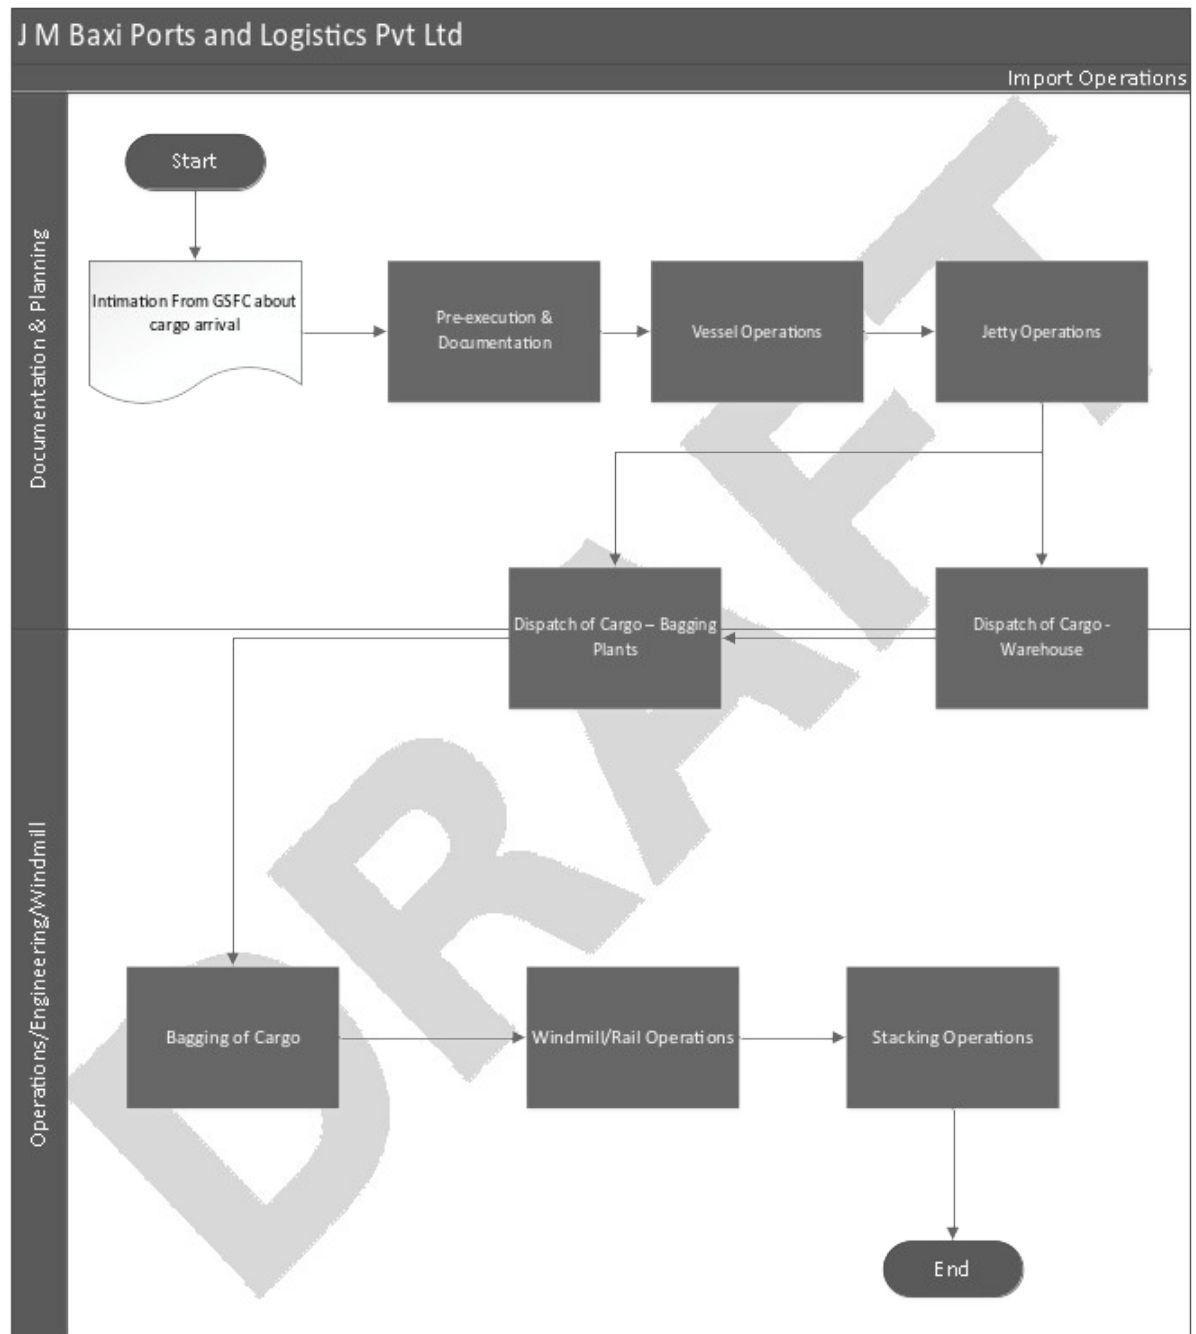 J M Baxi Ports and Logistics Pvt Ltd
Import Operations
Documentation & Planning
Start
Intimation From GSFC about
cargo arrival
Pre-execution &
Documentation
Vessel Operations
Jetty Operations
Dispatch of Cargo – Bagging
Plants
Dispatch of Cargo -
Warehouse
Operations/Engineering/Windmill
Bagging of Cargo
Windmill/Rail Operations
Stacking Operations
End
DRAFT